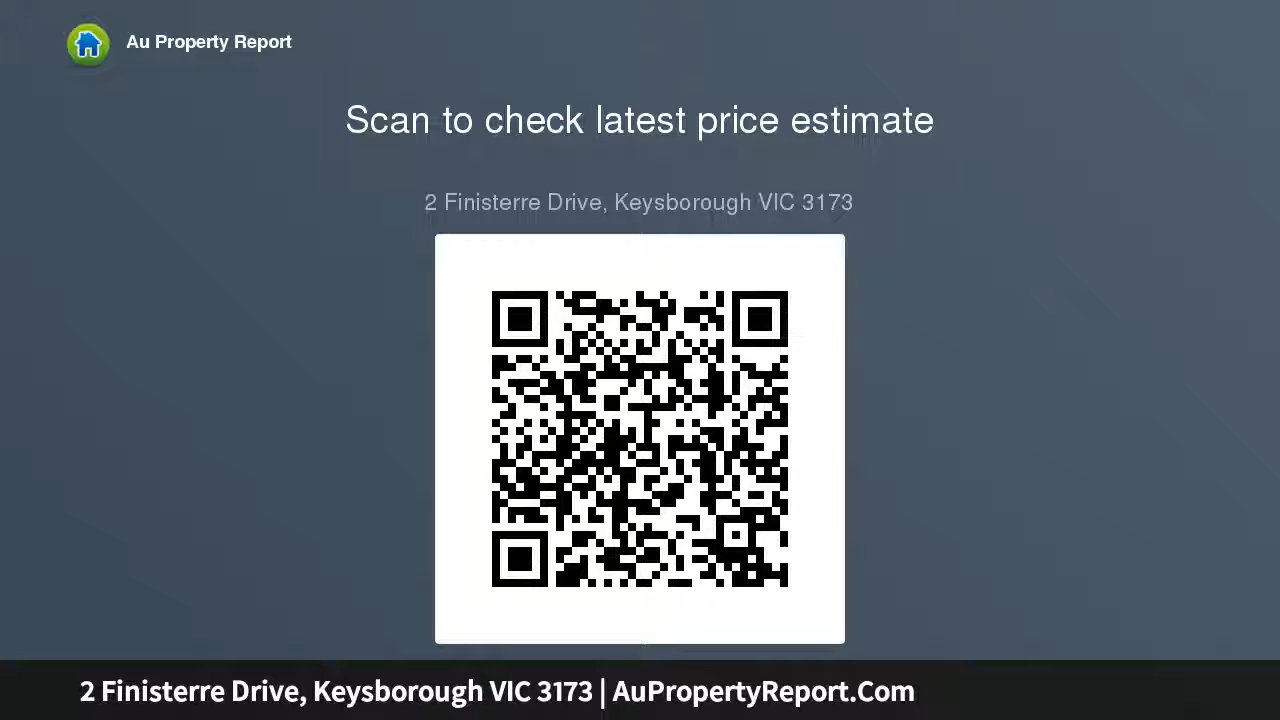 Au Property Report
Scan to check latest price estimate
2 Finisterre Drive, Keysborough VIC 3173
2 Finisterre Drive, Keysborough VIC 3173 | AuPropertyReport.Com